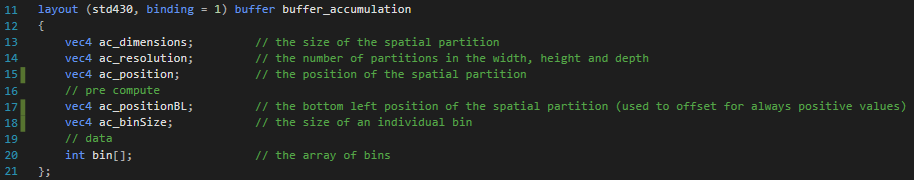 11 layout (std430, binding = 1) buffer buffer_accumulation
12 {
13 vec4 ac_dimensions; // the size of the spatial partition
14 vec4 ac_resolution; // the number of partitions in the width, height and depth
15 vec4 ac_position; // the position of the spatial partition
16 // pre compute
17 vec4 ac_positionBL; // the bottom left position of the spatial partition (used to offset for always positive values)
18 vec4 ac_binSize; // the size of an individual bin
19 // data
20 int bin[]; // the array of bins
21 };